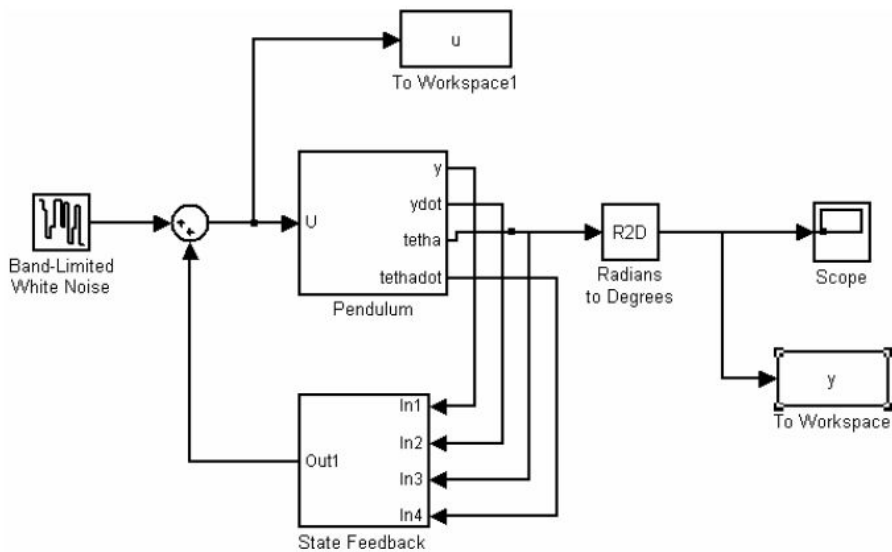 u
To Workspace1
y
ydot
tetha
tethadot
U
Pendulum
Band-Limited
White Noise
R2D
Radians
to Degrees
Scope
y
To Workspace
In1
In2
In3
In4
Out1
State Feedback